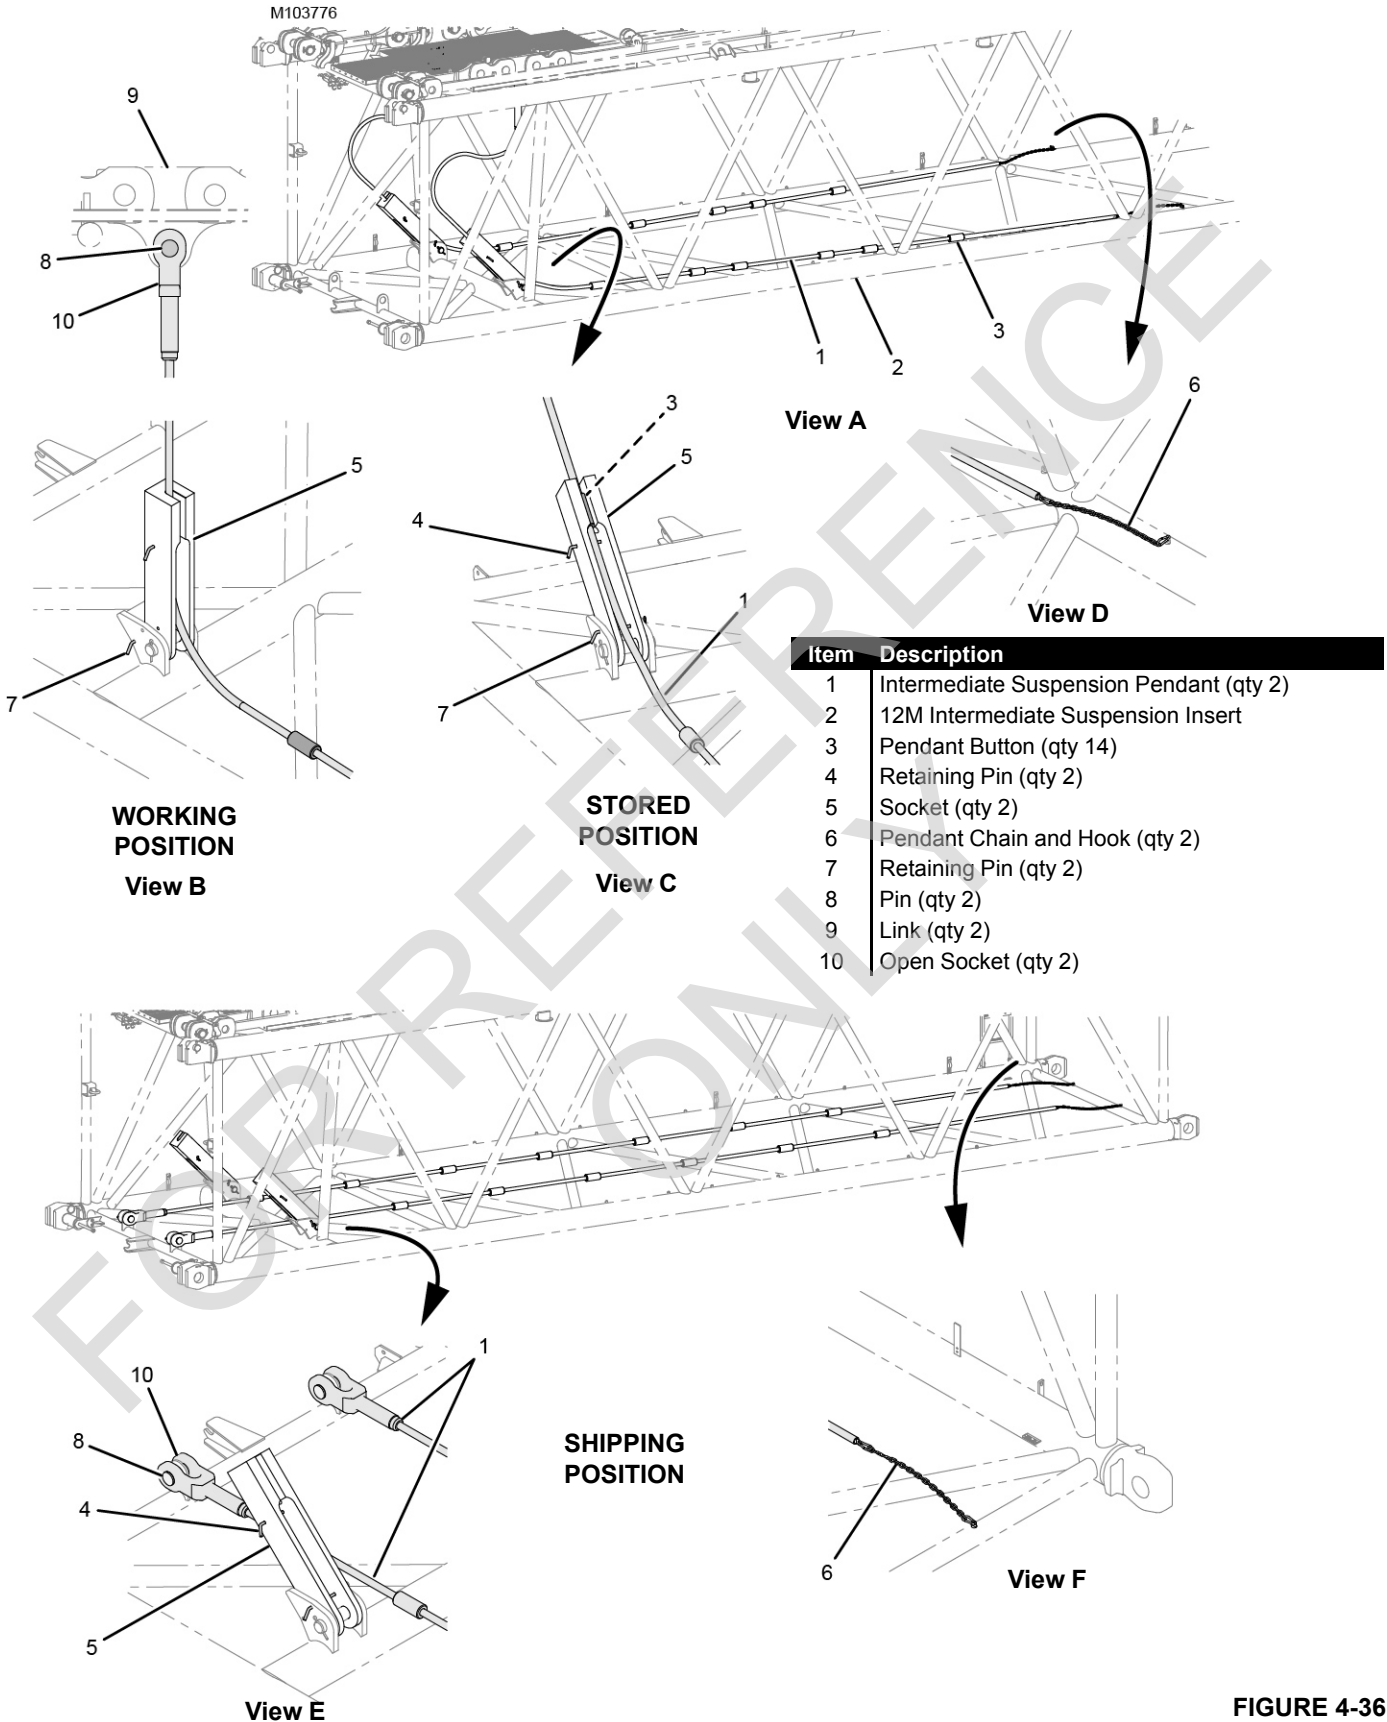 M103776
9
8
10
1
2
3
View A
3
5
4
1
7
5
7
6
View D
WORKING
POSITION
View B
STORED
POSITION
View C
Item Description
1 Intermediate Suspension Pendant (qty 2)
2 12M Intermediate Suspension Insert
3 Pendant Button (qty 14)
4 Retaining Pin (qty 2)
5 Socket (qty 2)
6 Pendant Chain and Hook (qty 2)
7 Retaining Pin (qty 2)
8 Pin (qty 2)
9 Link (qty 2)
10 Open Socket (qty 2)
FOR REFERENCE
ONLY
1
10
8
4
5
SHIPPING
POSITION
View E
6
View F
FIGURE 4-36